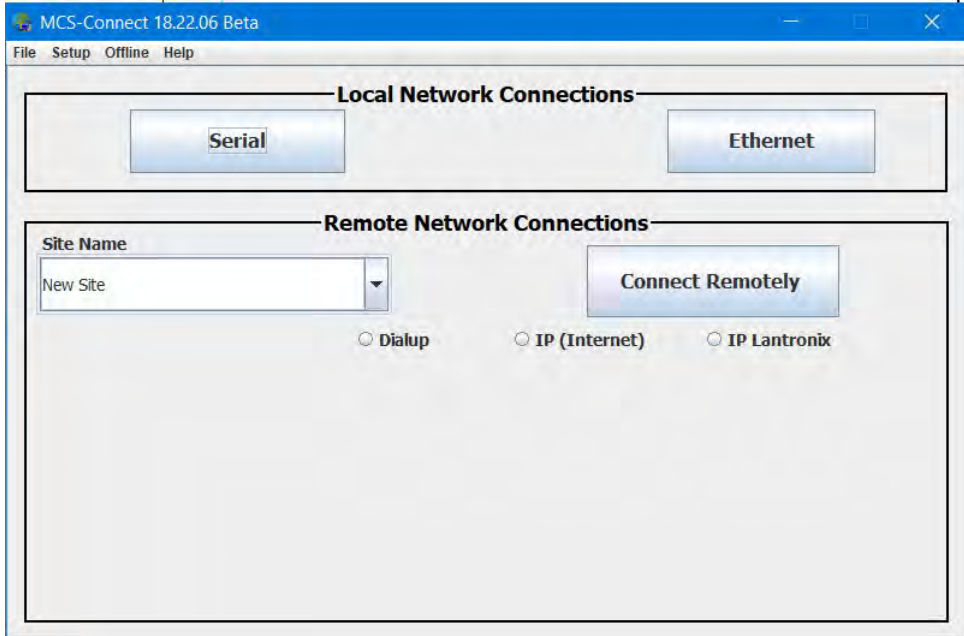 MCS-Connect 18.22.06 Beta
File Setup Offline Help
Local Network Connections
Serial Ethernet
Remote Network Connections
Site Name
New Site
Connect Remotely
Dialup IP (Internet) IP Lantronix